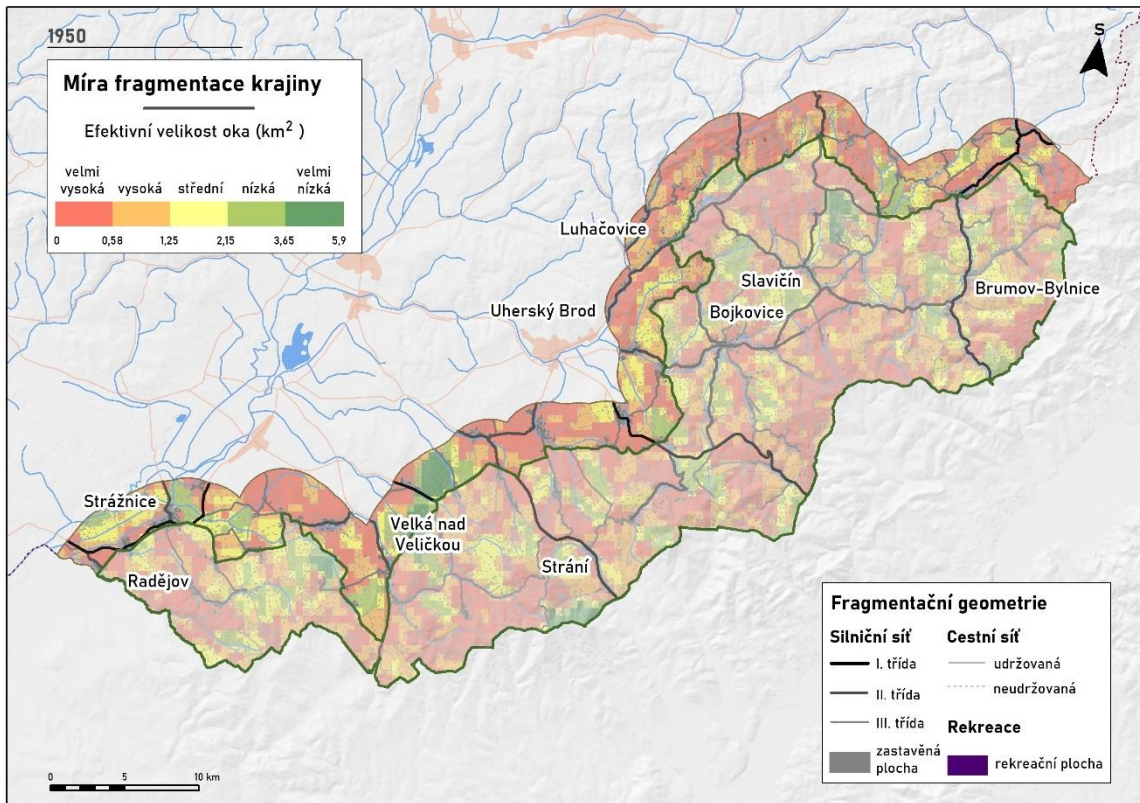 1950
Míra fragmentace krajiny
Efektivní velikost oka (km² )
velmi vysoká
vysoká
střední
nízká
velmi nízká
0 0,58 1,25 2,15 3,65 5,9
S
Luhačovice
Slavičín
Brumov-Bylnice
Uherský Brod
Bojkovice
Strážnice
Velká nad
Veličkou
Radějov
Strání
Fragmentační geometrie
Silniční síť
I. třída
II. třída
III. třída
zastavěná
plocha
Cestní síť
udržovaná
neudržovaná
Rekreace
rekreační plocha
0 5 10 km